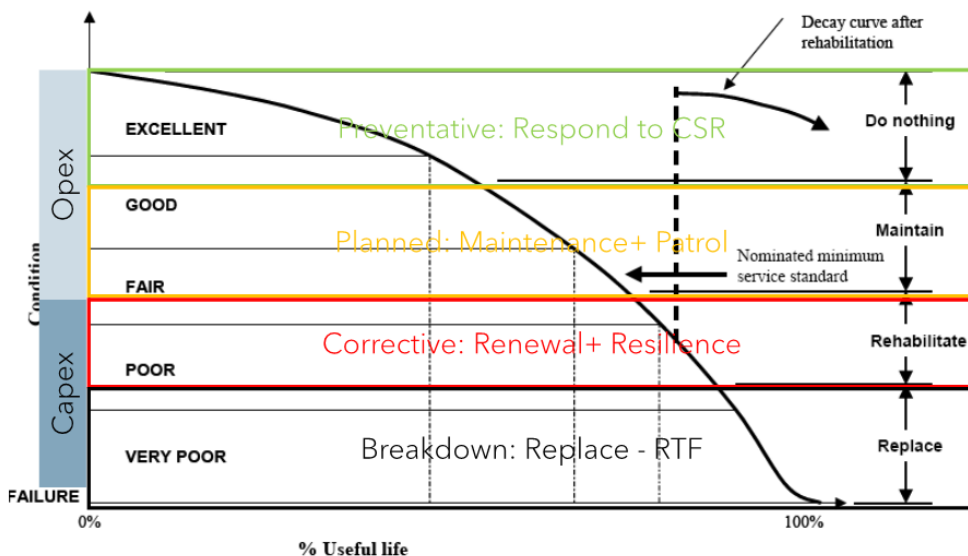 Decay curve after
rehabilitation
EXCELLENT
Preventative: Respond to CSR
Do nothing
Opex
GOOD
Planned: Maintenance+ Patrol
Maintain
Nominated minimum
service standard
FAIR
Condition
Corrective: Renewal+ Resilience
Rehabilitate
POOR
Capex
Breakdown: Replace - RTF
Replace
VERY POOR
FAILURE
0%
100%
% Useful life